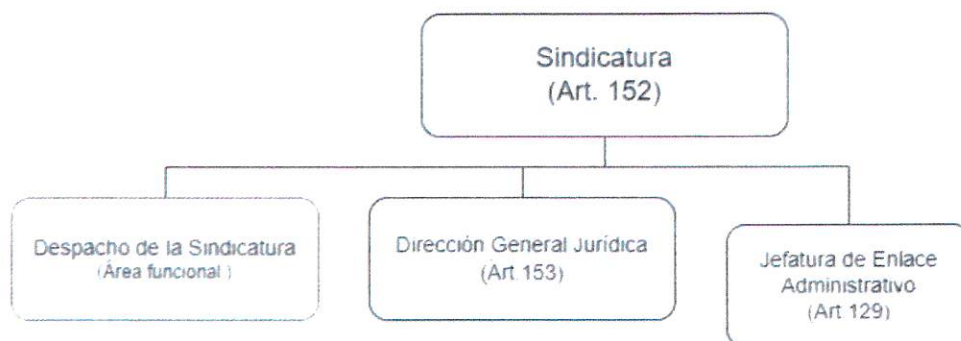 Sindicatura
(Art. 152)
Despacho de la Sindicatura
(Área funcional )
Dirección General Jurídica
(Art 153)
Jefatura de Enlace
Administrativo
(Art 129)